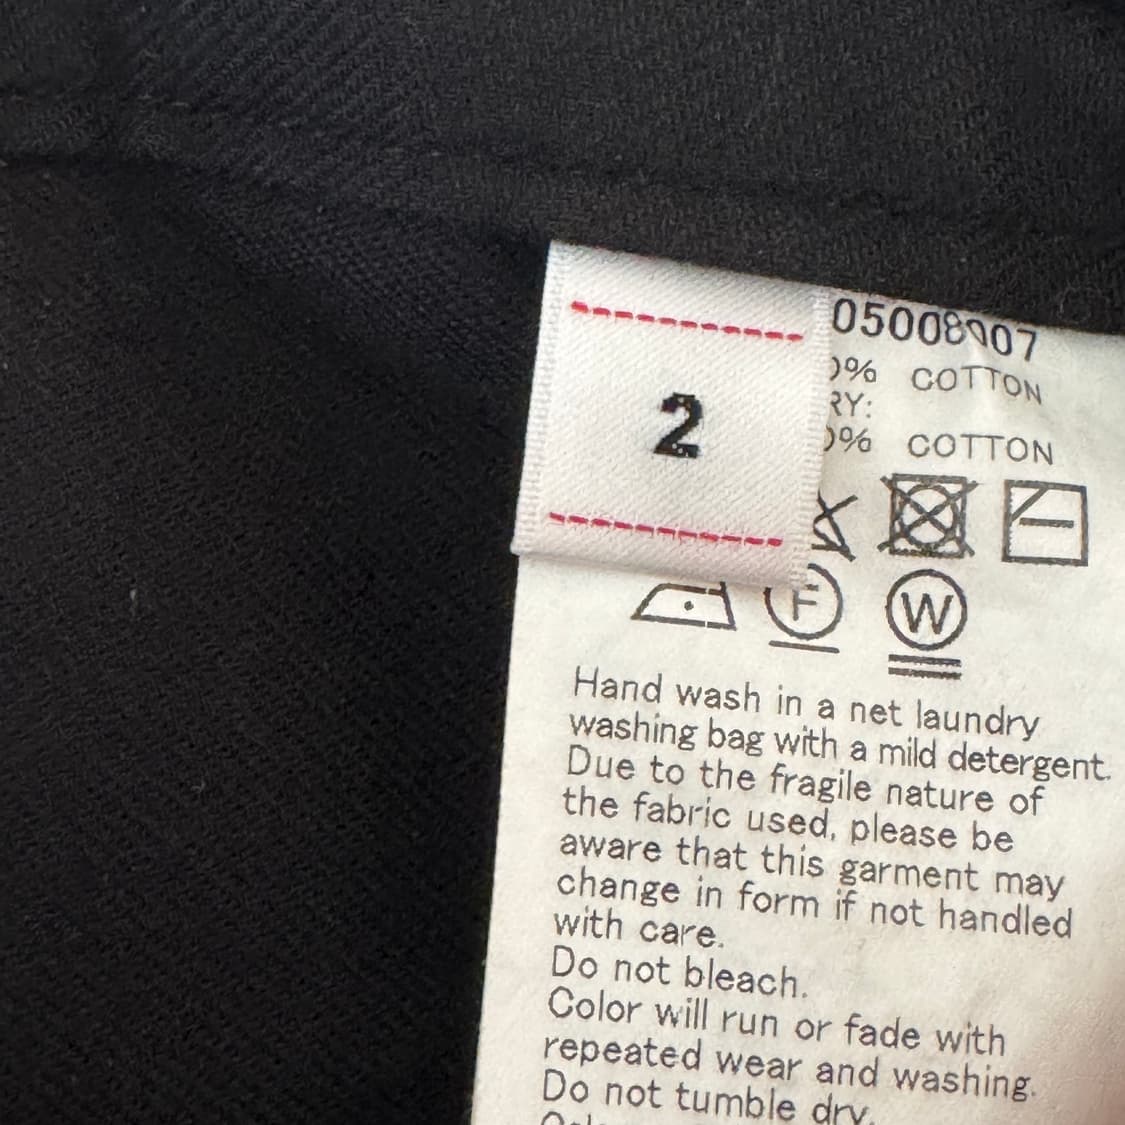 2
05008007
0% COTTON
RY:
0% COTTON
F
W
Hand wash in a net laundry
washing bag with a mild detergent.
Due to the fragile nature of
the fabric used, please be
aware that this garment may
change in form if not handled
with care.
Do not bleach.
Color will run or fade with
repeated wear and washing.
Do not tumble dry.